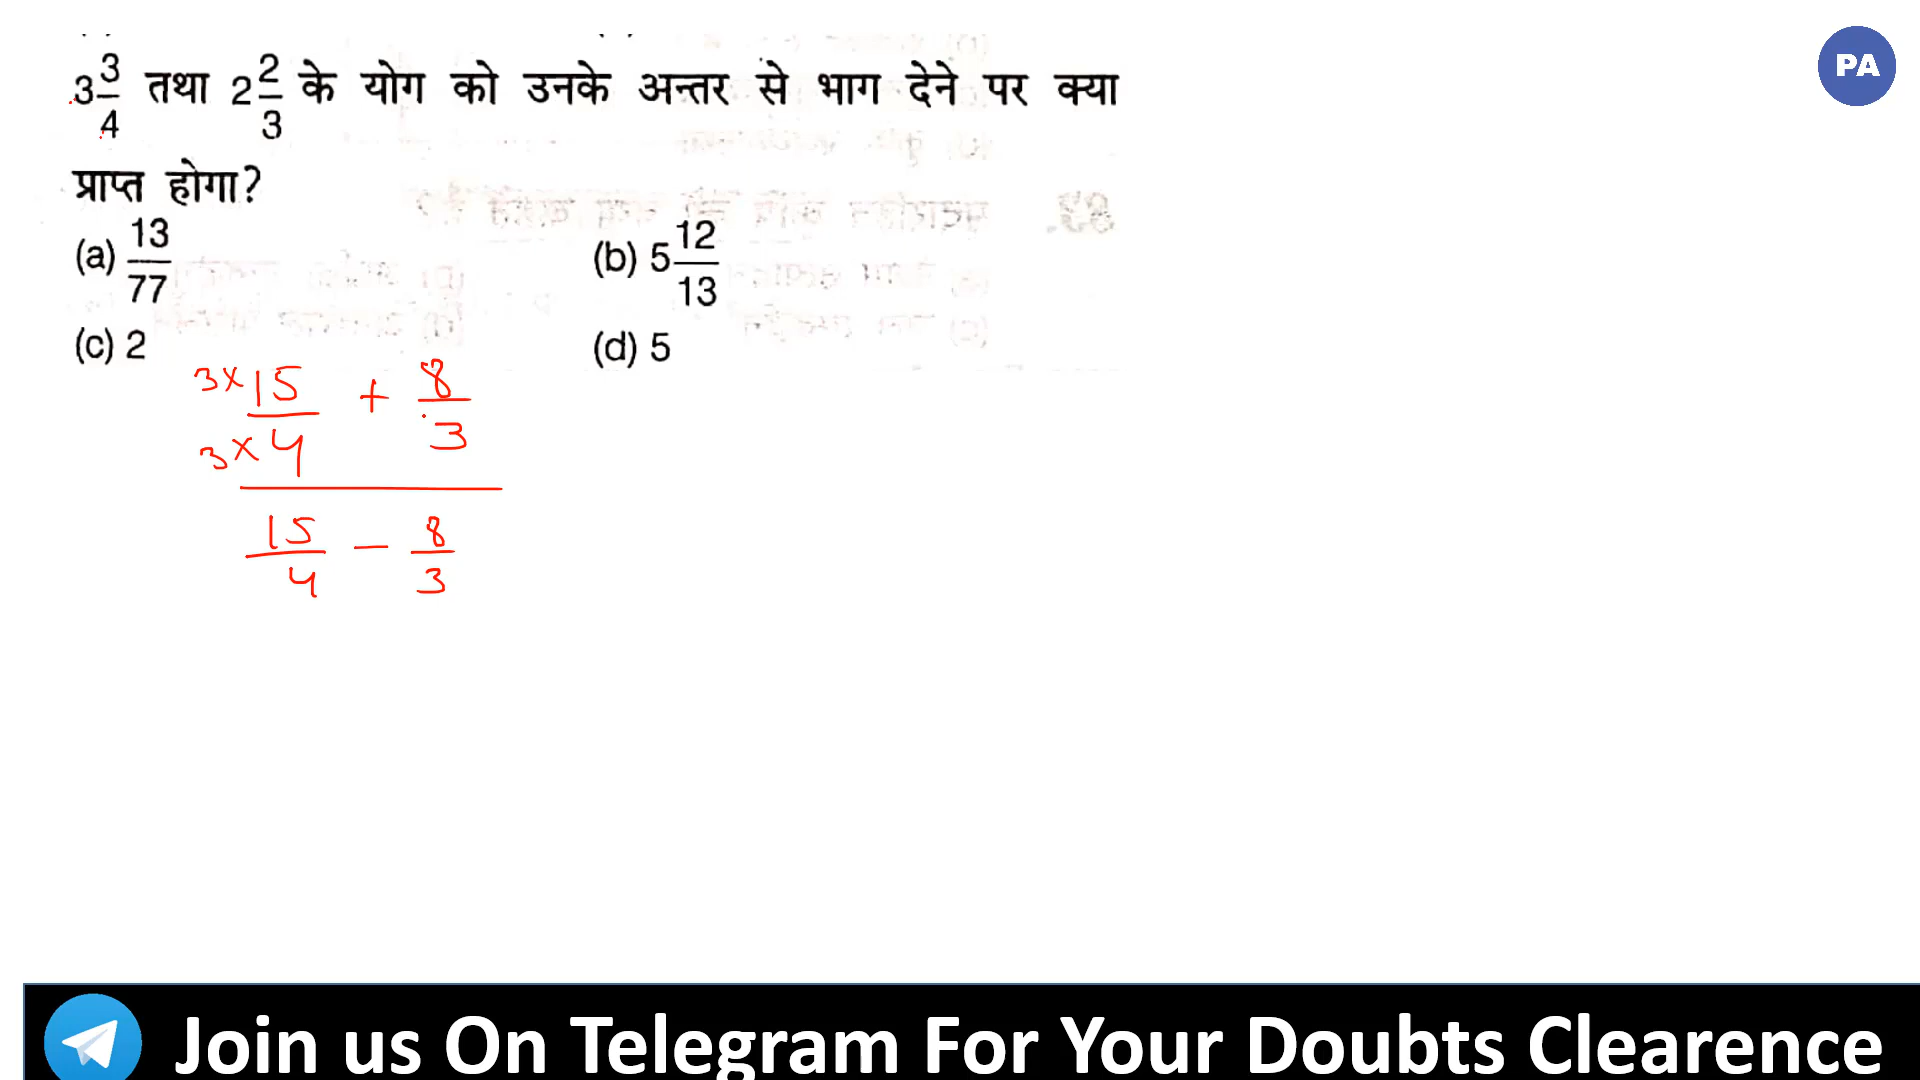 PA
3 3/4 तथा 2 2/3 के योग को उनके अन्तर से भाग देने पर क्या
प्राप्त होगा?
(a) 13/77 (b) 5 12/13
(c) 2 (d) 5
3× 15 + 8
3× 4 3
15 - 8
4 3
Join us On Telegram For Your Doubts Clearence